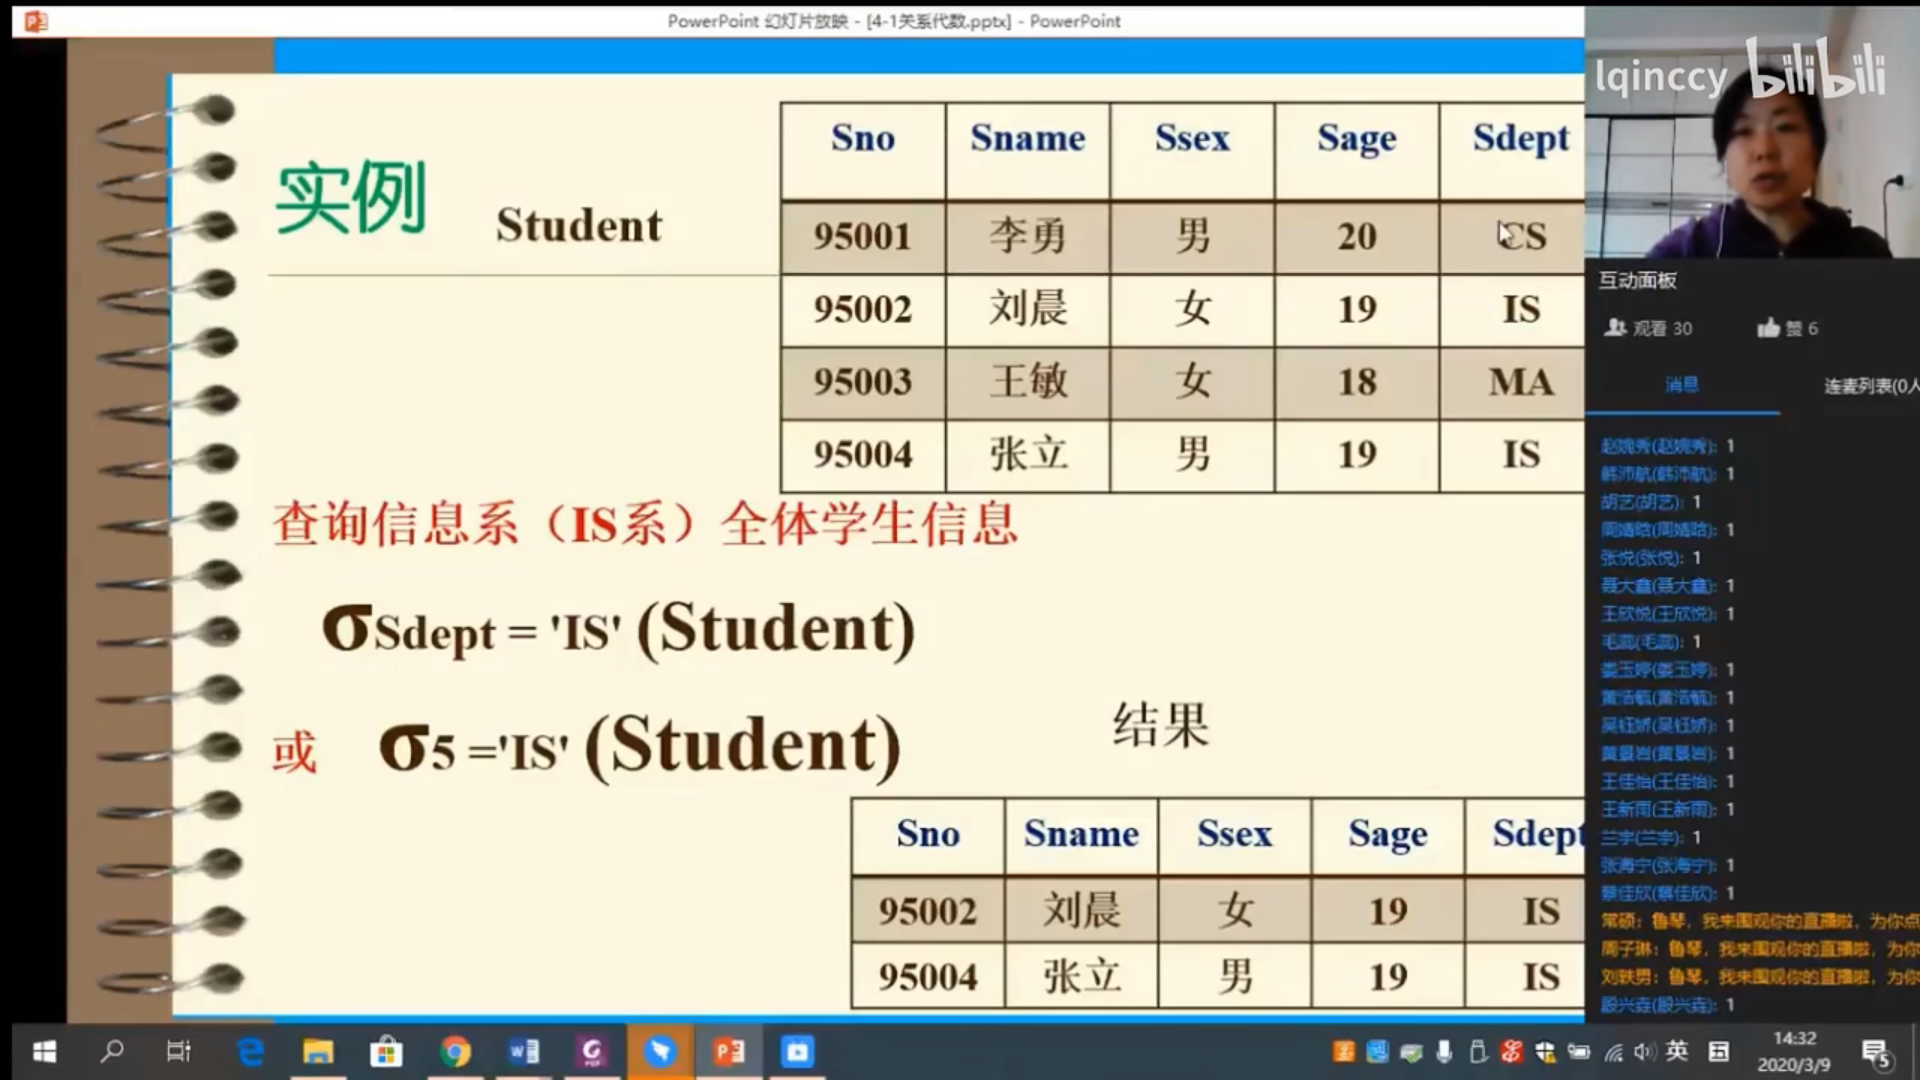 PowerPoint 幻灯片放映 - [4-1关系代数.pptx] - PowerPoint
lqinccy bilibili
实例
Student
Sno Sname Ssex Sage Sdept
95001 李勇 男 20 CS
95002 刘晨 女 19 IS
95003 王敏 女 18 MA
95004 张立 男 19 IS
查询信息系（IS系）全体学生信息
σSdept = 'IS' (Student)
或 σ5 ='IS' (Student)
结果
Sno Sname Ssex Sage Sdept
95002 刘晨 女 19 IS
95004 张立 男 19 IS
互动面板
观看 30 赞 6
消息 连麦列表(0人
赵婉秀(赵婉秀): 1
韩沛航(韩沛航): 1
胡艺(胡艺): 1
周婧晗(周婧晗): 1
张悦(张悦): 1
聂大鑫(聂大鑫): 1
王欣悦(王欣悦): 1
毛蕊(毛蕊): 1
娄玉婷(娄玉婷): 1
董浩毓(董浩毓): 1
吴钰娇(吴钰娇): 1
黄景岩(黄景岩): 1
王佳怡(王佳怡): 1
王新雨(王新雨): 1
兰宇(兰宇): 1
张海宁(张海宁): 1
蔡佳欣(蔡佳欣): 1
常硕: 鲁琴，我来围观你的直播啦，为你点
周子琳: 鲁琴，我来围观你的直播啦，为你
刘轶男: 鲁琴，我来围观你的直播啦，为你
殷兴垚(殷兴垚): 1
英
14:32
2020/3/9
5